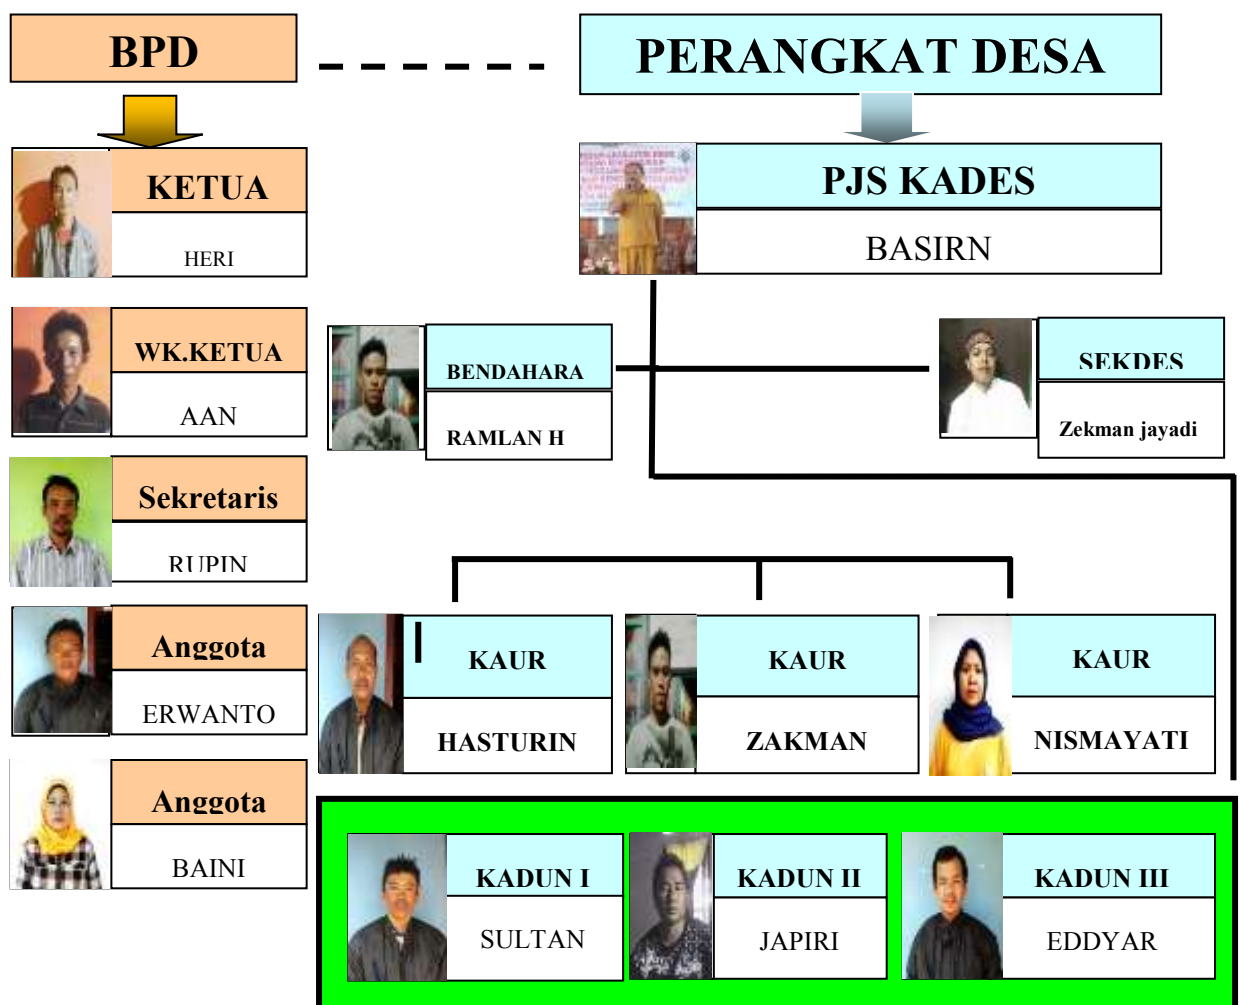 BPD
PERANGKAT DESA
KETUA
HERI
PJS KADES
BASIRN
WK.KETUA
AAN
BENDAHARA
RAMLAN H
SEKDES
Zekman jayadi
Sekretaris
RUPIN
Anggota
ERWANTO
KAUR
HASTURIN
KAUR
ZAKMAN
KAUR
NISMAYATI
Anggota
BAINI
KADUN I
SULTAN
KADUN II
JAPIRI
KADUN III
EDDYAR